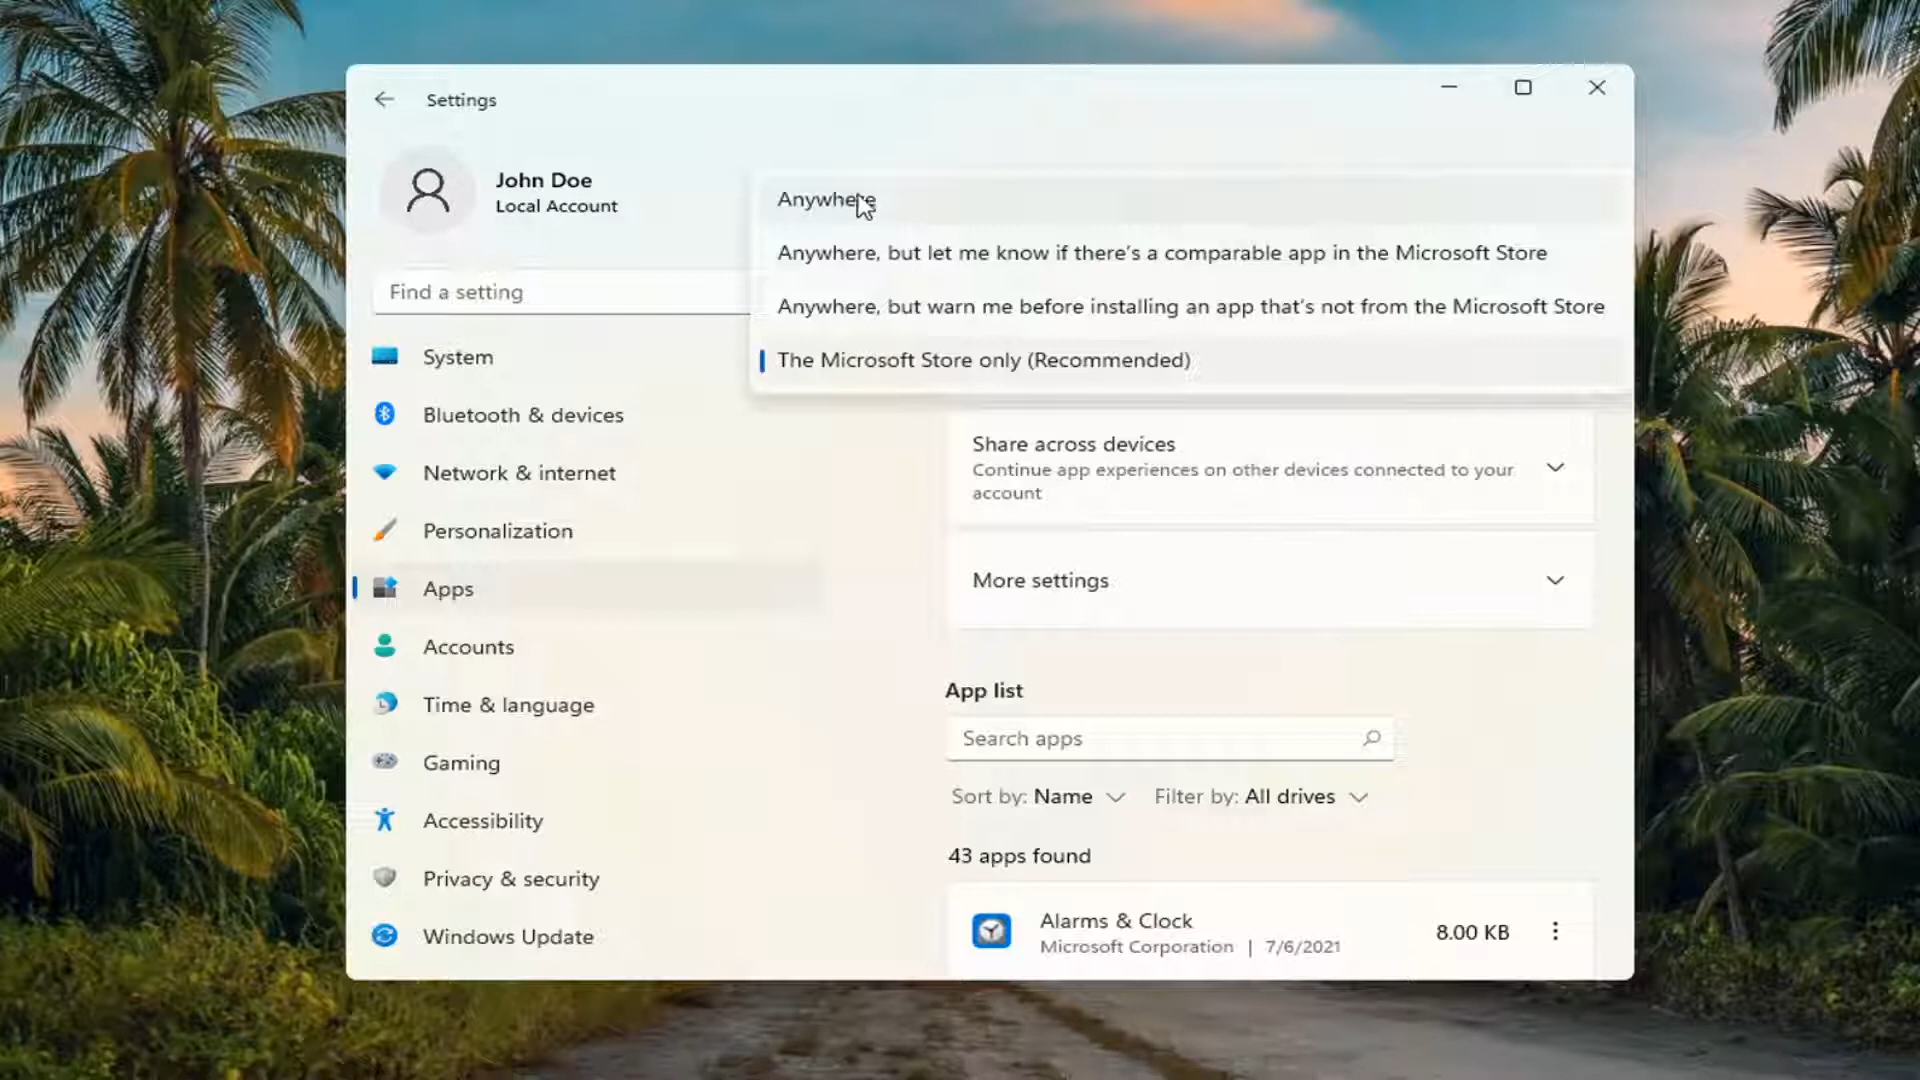 Settings
John Doe
Local Account
Find a setting
System
Bluetooth & devices
Network & internet
Personalization
Apps
Accounts
Time & language
Gaming
Accessibility
Privacy & security
Windows Update
Anywhere
Anywhere, but let me know if there's a comparable app in the Microsoft Store
Anywhere, but warn me before installing an app that's not from the Microsoft Store
The Microsoft Store only (Recommended)
Share across devices
Continue app experiences on other devices connected to your
account
More settings
App list
Search apps
Sort by: Name Filter by: All drives
43 apps found
Alarms & Clock
Microsoft Corporation | 7/6/2021
8.00 KB